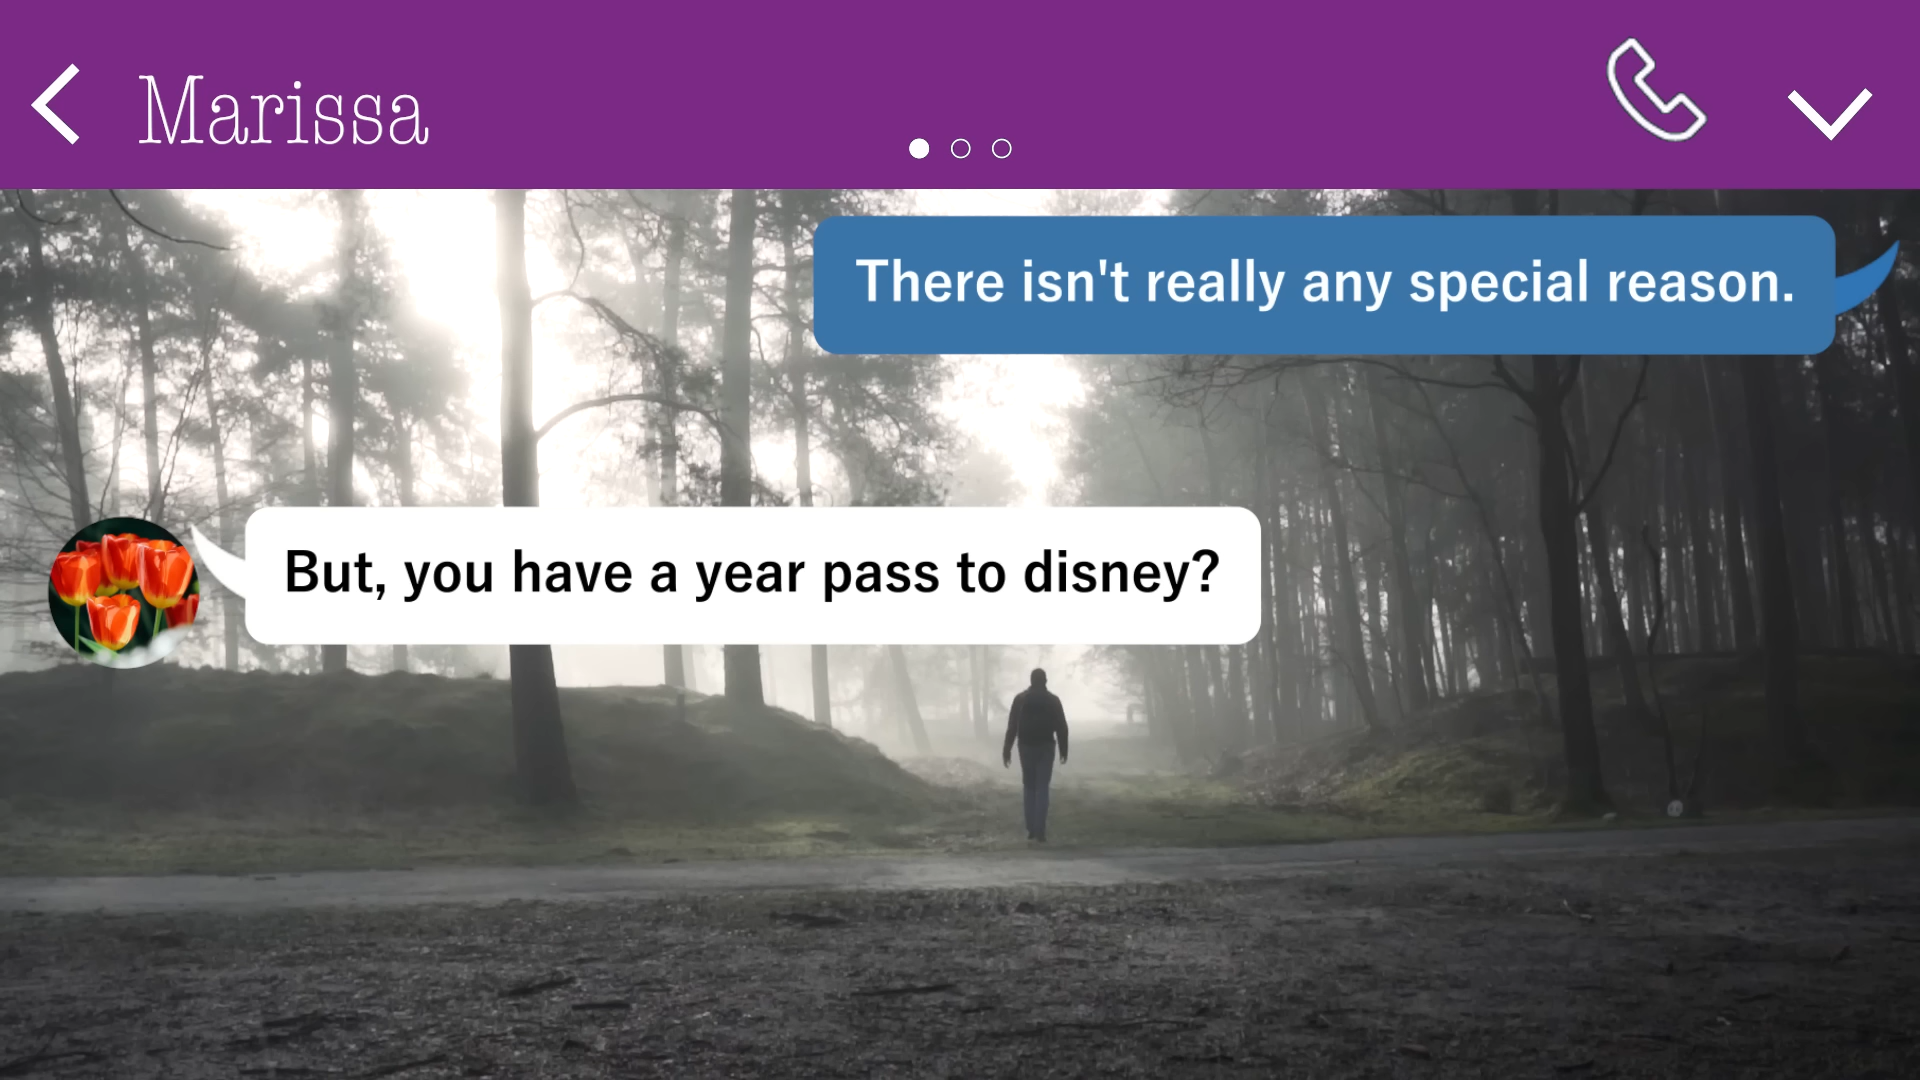 Marissa
There isn't really any special reason.
But, you have a year pass to disney?